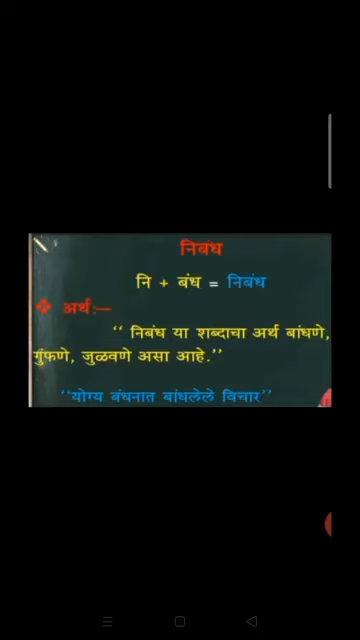 निबंध
नि + बंध = निबंध
❖ अर्थ:—
“ निबंध या शब्दाचा अर्थ बांधणे,
गुंफणे, जुळवणे असा आहे.”
“योग्य बंधनात बांधलेले विचार”